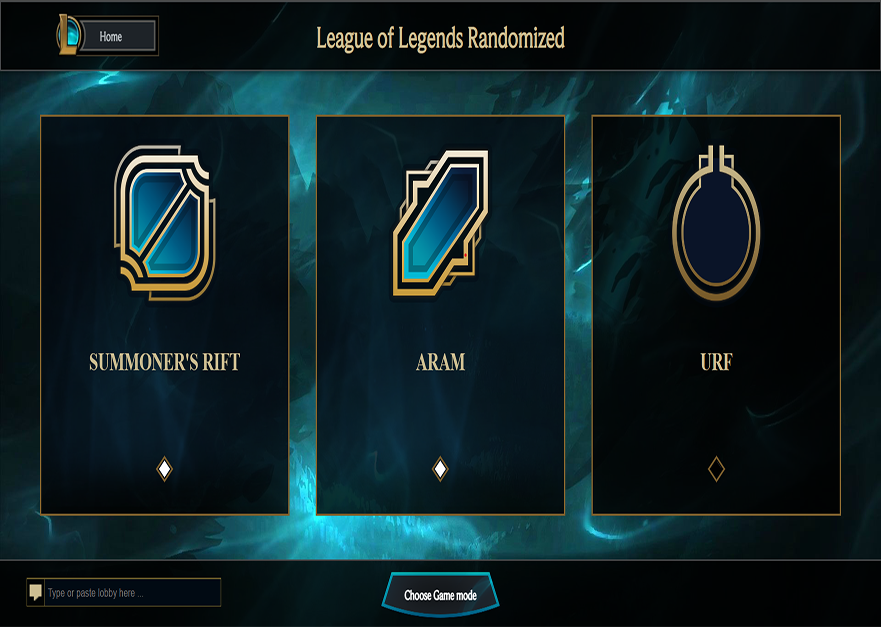 Home
League of Legends Randomized
SUMMONER'S RIFT
ARAM
URF
Type or paste lobby here ...
Choose Game mode